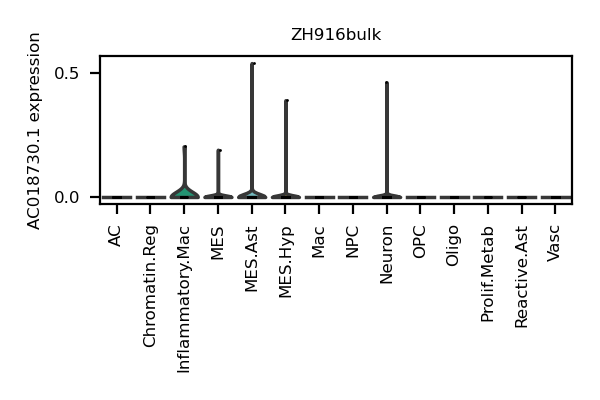 ZH916bulk
AC018730.1 expression
0.5
0.0
AC
Chromatin.Reg
Inflammatory.Mac
MES
MES.Ast
MES.Hyp
Mac
NPC
Neuron
OPC
Oligo
Prolif.Metab
Reactive.Ast
Vasc